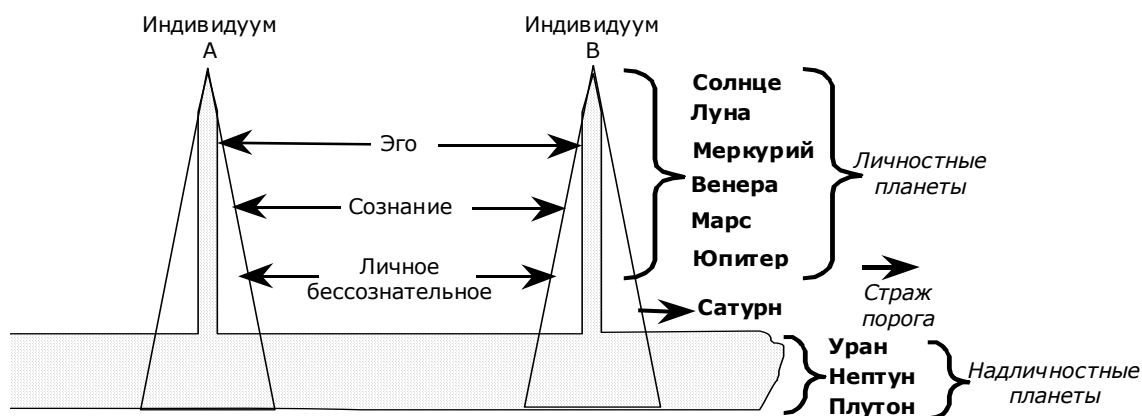 Индивидуум
А
Индивидуум
В
Эго
Сознание
Личное
бессознательное
Солнце
Луна
Меркурий
Венера
Марс
Юпитер
Личностные
планеты
Сатурн
Страж
порога
Уран
Нептун
Плутон
Надличностные
планеты